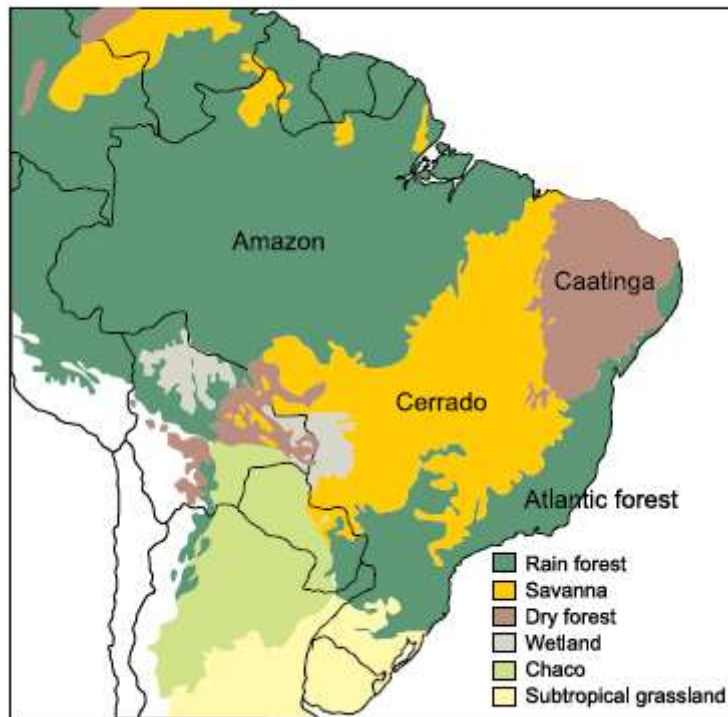 Amazon
Caatinga
Cerrado
Atlantic forest
Rain forest
Savanna
Dry forest
Wetland
Chaco
Subtropical grassland